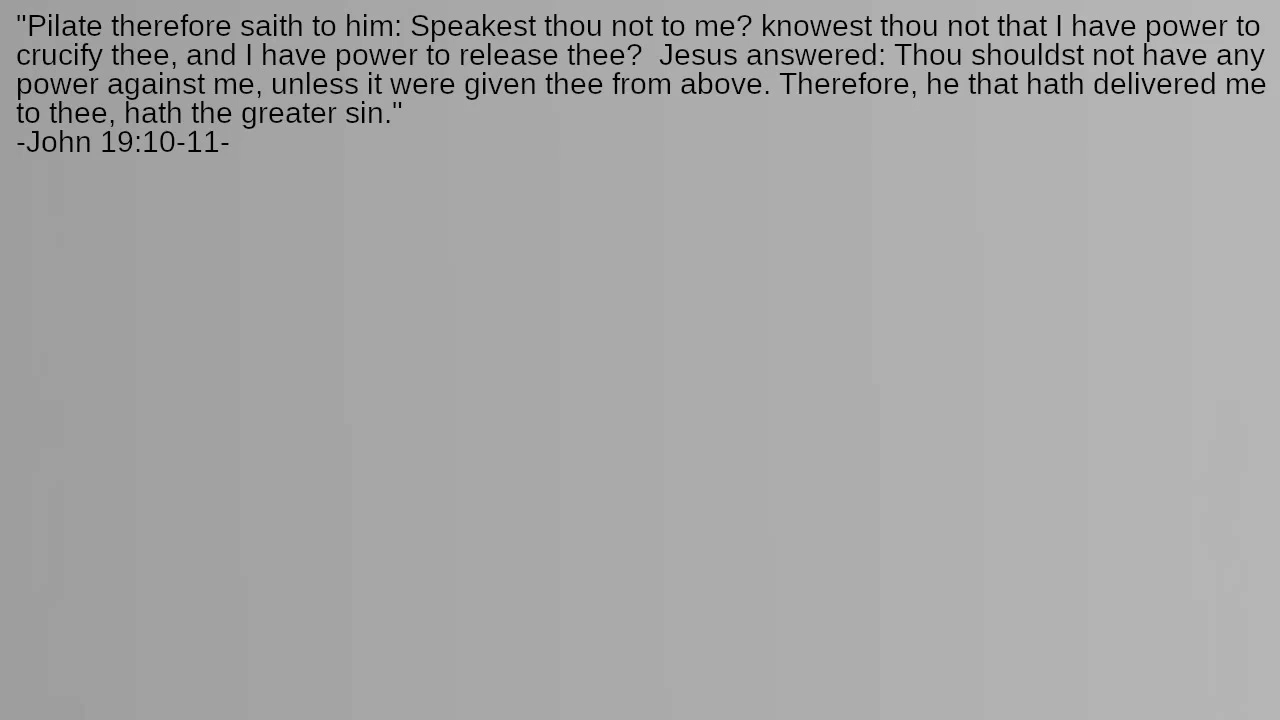 "Pilate therefore saith to him: Speakest thou not to me? knowest thou not that I have power to
crucify thee, and I have power to release thee?  Jesus answered: Thou shouldst not have any
power against me, unless it were given thee from above. Therefore, he that hath delivered me
to thee, hath the greater sin."
-John 19:10-11-